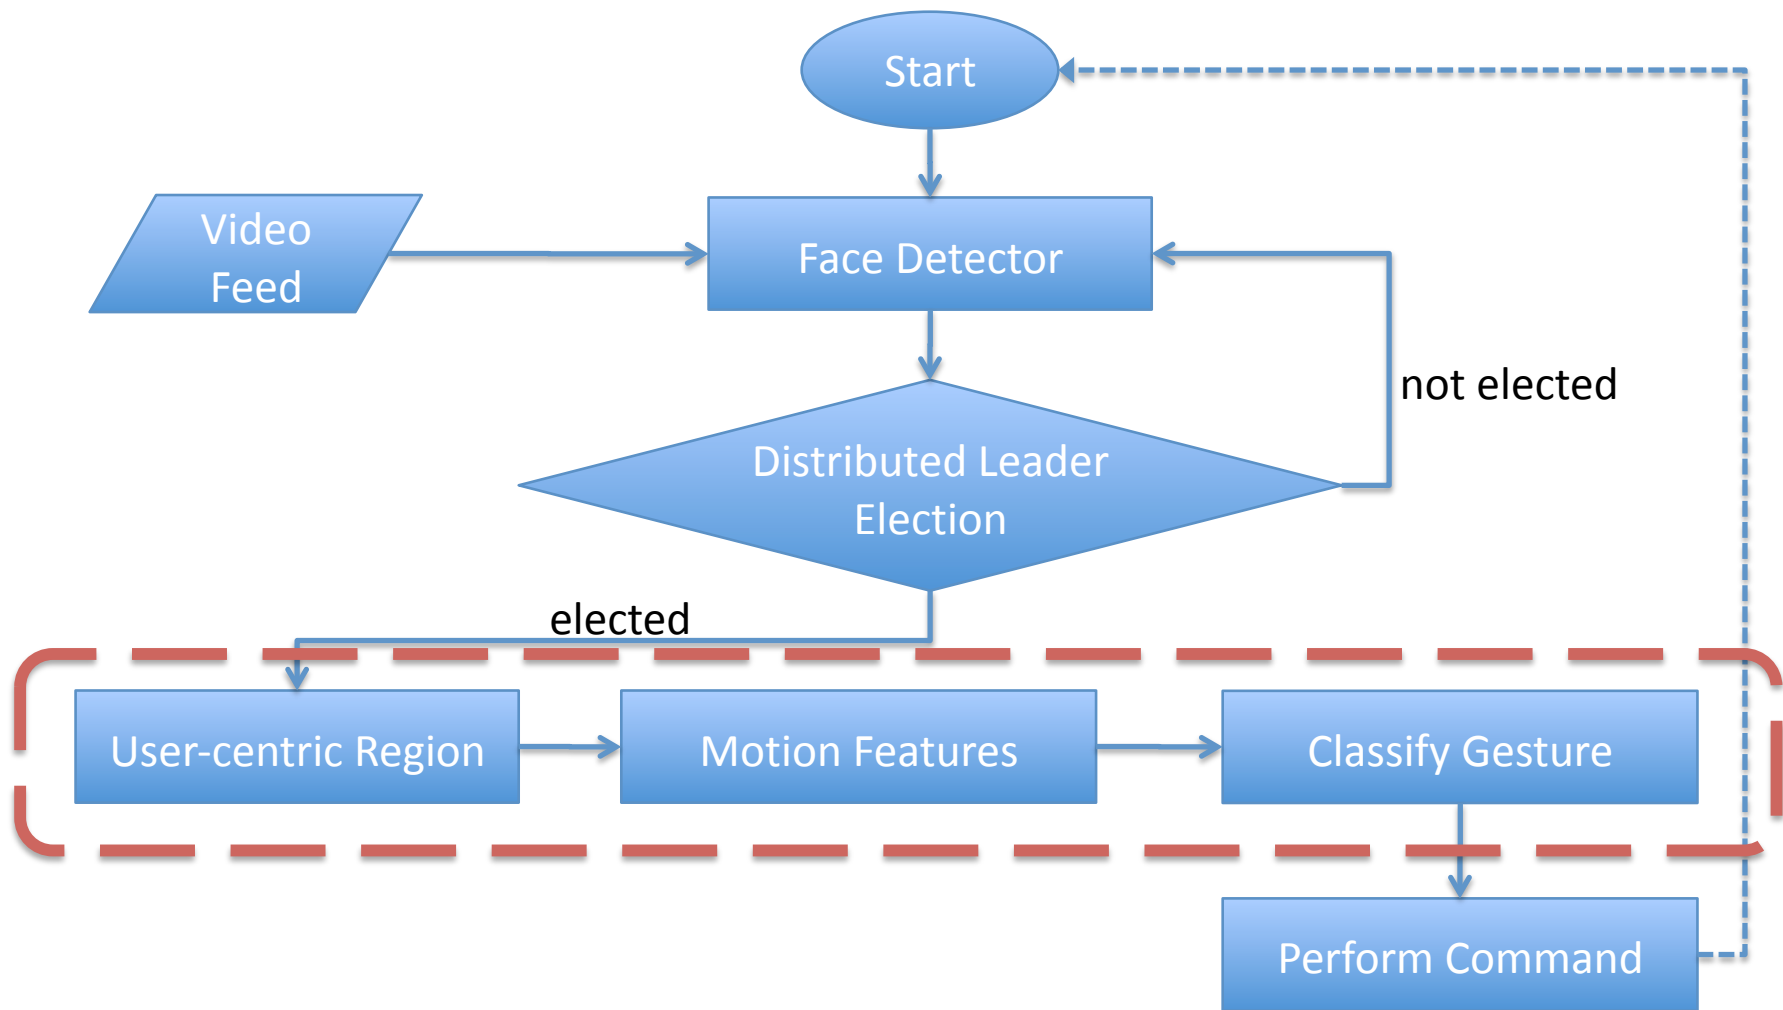 Start
Video
Feed
Face Detector
not elected
Distributed Leader
Election
elected
User-centric Region
Motion Features
Classify Gesture
Perform Command